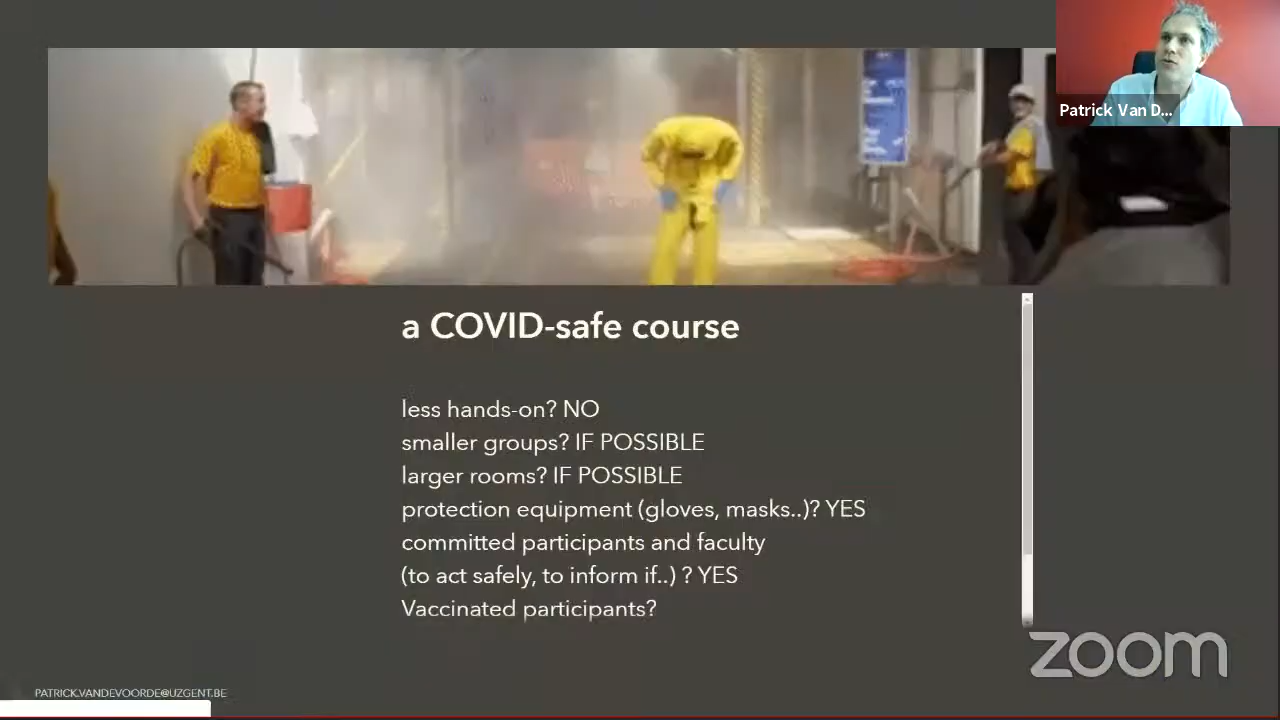 Patrick Van D...
a COVID-safe course
less hands-on? NO
smaller groups? IF POSSIBLE
larger rooms? IF POSSIBLE
protection equipment (gloves, masks..)? YES
committed participants and faculty
(to act safely, to inform if..) ? YES
Vaccinated participants?
zoom
PATRICK.VANDEVOORDE@UZGENT.BE